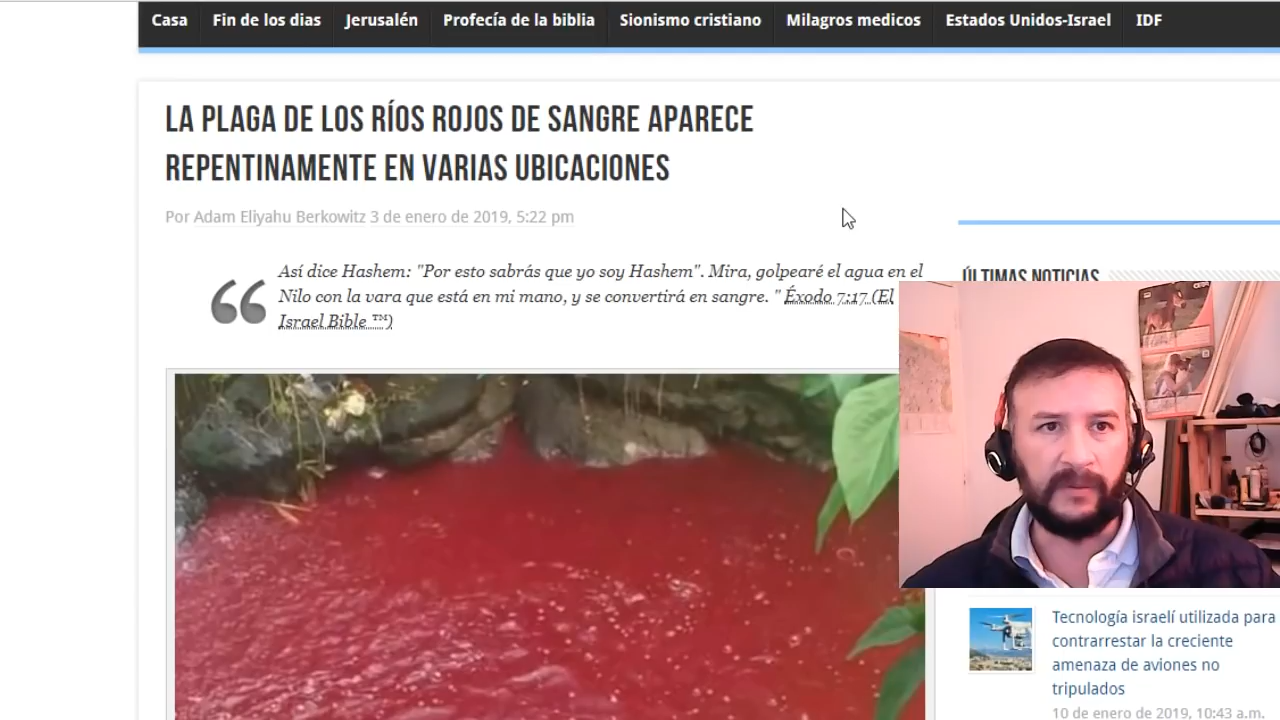 Casa Fin de los dias Jerusalén Profecía de la biblia Sionismo cristiano Milagros medicos Estados Unidos-Israel IDF
LA PLAGA DE LOS RÍOS ROJOS DE SANGRE APARECE
REPENTINAMENTE EN VARIAS UBICACIONES
Por Adam Eliyahu Berkowitz 3 de enero de 2019, 5:22 pm
Así dice Hashem: "Por esto sabrás que yo soy Hashem". Mira, golpearé el agua en el
Nilo con la vara que está en mi mano, y se convertirá en sangre. " Éxodo 7:17 (El
Israel Bible ™)
ÚLTIMAS NOTICIAS
Tecnología israelí utilizada para
contrarrestar la creciente
amenaza de aviones no
tripulados
10 de enero de 2019, 10:43 a.m.